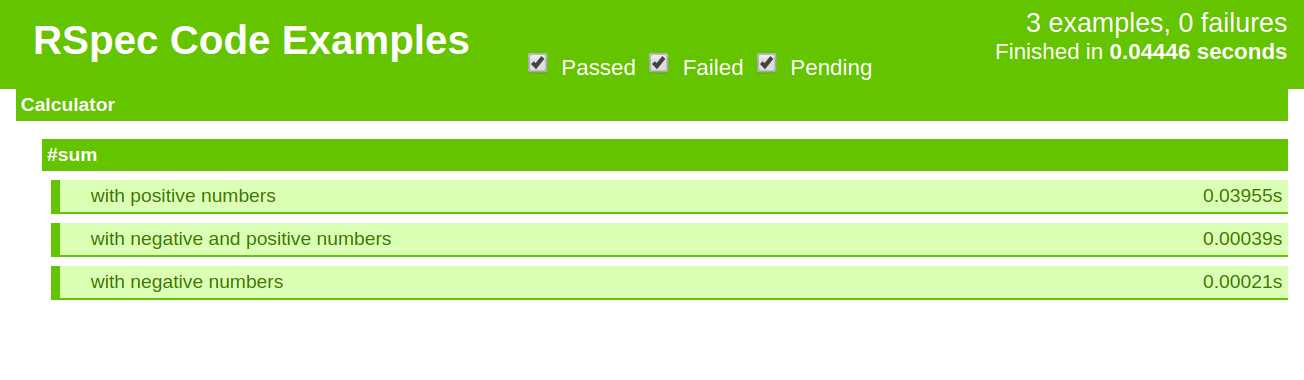 RSpec Code Examples
Passed Failed Pending
3 examples, 0 failures
Finished in 0.04446 seconds
Calculator
#sum
with positive numbers 0.03955s
with negative and positive numbers 0.00039s
with negative numbers 0.00021s